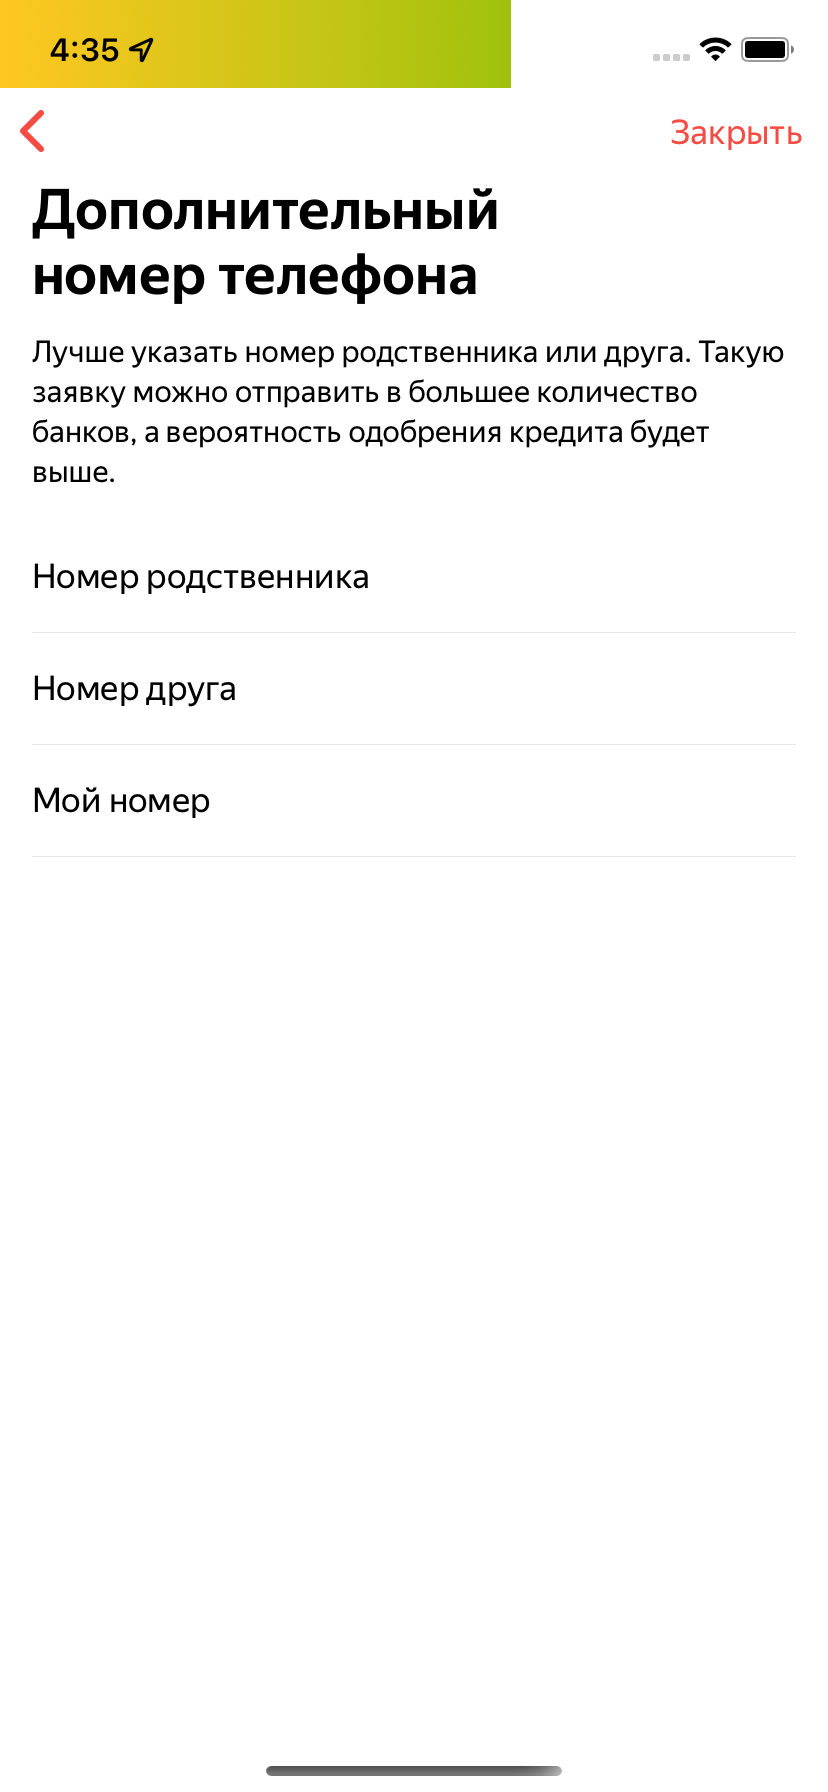 4:35
Закрыть
Дополнительный
номер телефона
Лучше указать номер родственника или друга. Такую
заявку можно отправить в большее количество
банков, а вероятность одобрения кредита будет
выше.
Номер родственника
Номер друга
Мой номер